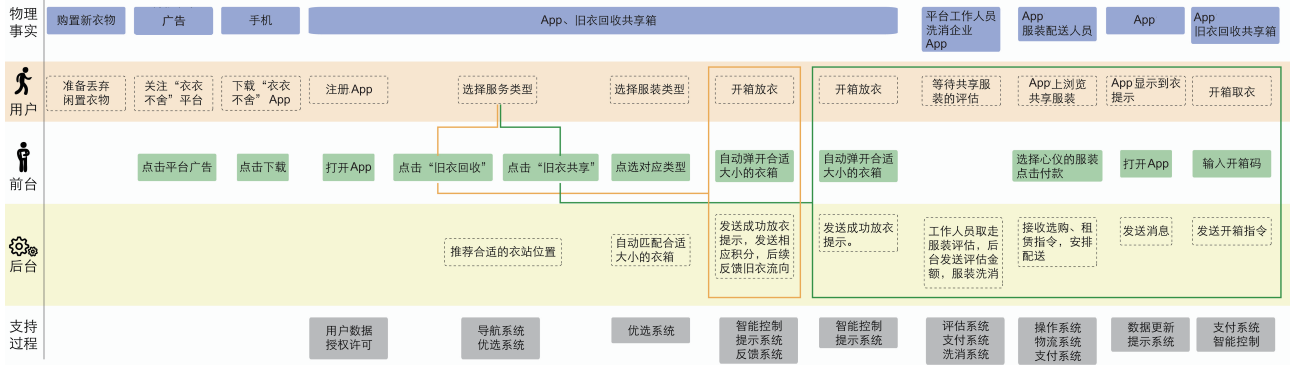 物理
事实
购置新衣物
广告
手机
App、旧衣回收共享箱
平台工作人员
洗消企业
App
App
服装配送人员
App
App
旧衣回收共享箱
用户
准备丢弃
闲置衣物
关注“衣衣
不舍”平台
下载“衣衣
不舍”App
注册App
选择服务类型
选择服装类型
开箱放衣
开箱放衣
等待共享服
装的评估
App上浏览
共享服装
App显示到衣
提示
开箱取衣
前台
点击平台广告
点击下载
打开App
点击“旧衣回收”
点击“旧衣共享”
点选对应类型
自动弹开合适
大小的衣箱
自动弹开合适
大小的衣箱
选择心仪的服装
点击付款
打开App
输入开箱码
后台
推荐合适的衣站位置
自动匹配合适
大小的衣箱
发送成功放衣
提示，发送相
应积分，后续
反馈旧衣流向
发送成功放衣
提示。
工作人员取走
服装评估，后
台发送评估金
额，服装洗消
接收选购、租
赁指令，安排
配送
发送消息
发送开箱指令
支持
过程
用户数据
授权许可
导航系统
优选系统
优选系统
智能控制
提示系统
反馈系统
智能控制
提示系统
评估系统
支付系统
洗消系统
操作系统
物流系统
支付系统
数据更新
提示系统
支付系统
智能控制